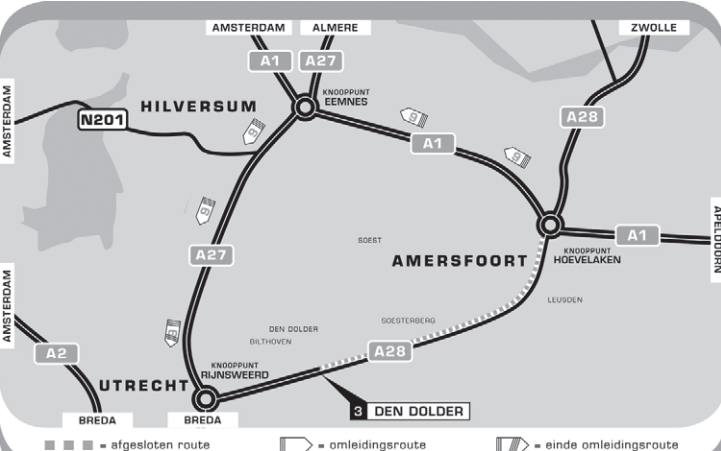 AMSTERDAM
ALMERE
ZWOLLE
A1
A27
KNOOPPUNT
EEMNES
HILVERSUM
AMSTERDAM
N201
A28
A1
APELDOORN
A1
KNOOPPUNT
HOEVELAKEN
SOEST
AMERSFOORT
A27
LEUSDEN
AMSTERDAM
SOESTERBERG
DEN DOLDER
BILTHOVEN
A2
A28
KNOOPPUNT
RIJNSWEERD
UTRECHT
3 DEN DOLDER
BREDA
BREDA
= afgesloten route
= omleidingsroute
= einde omleidingsroute